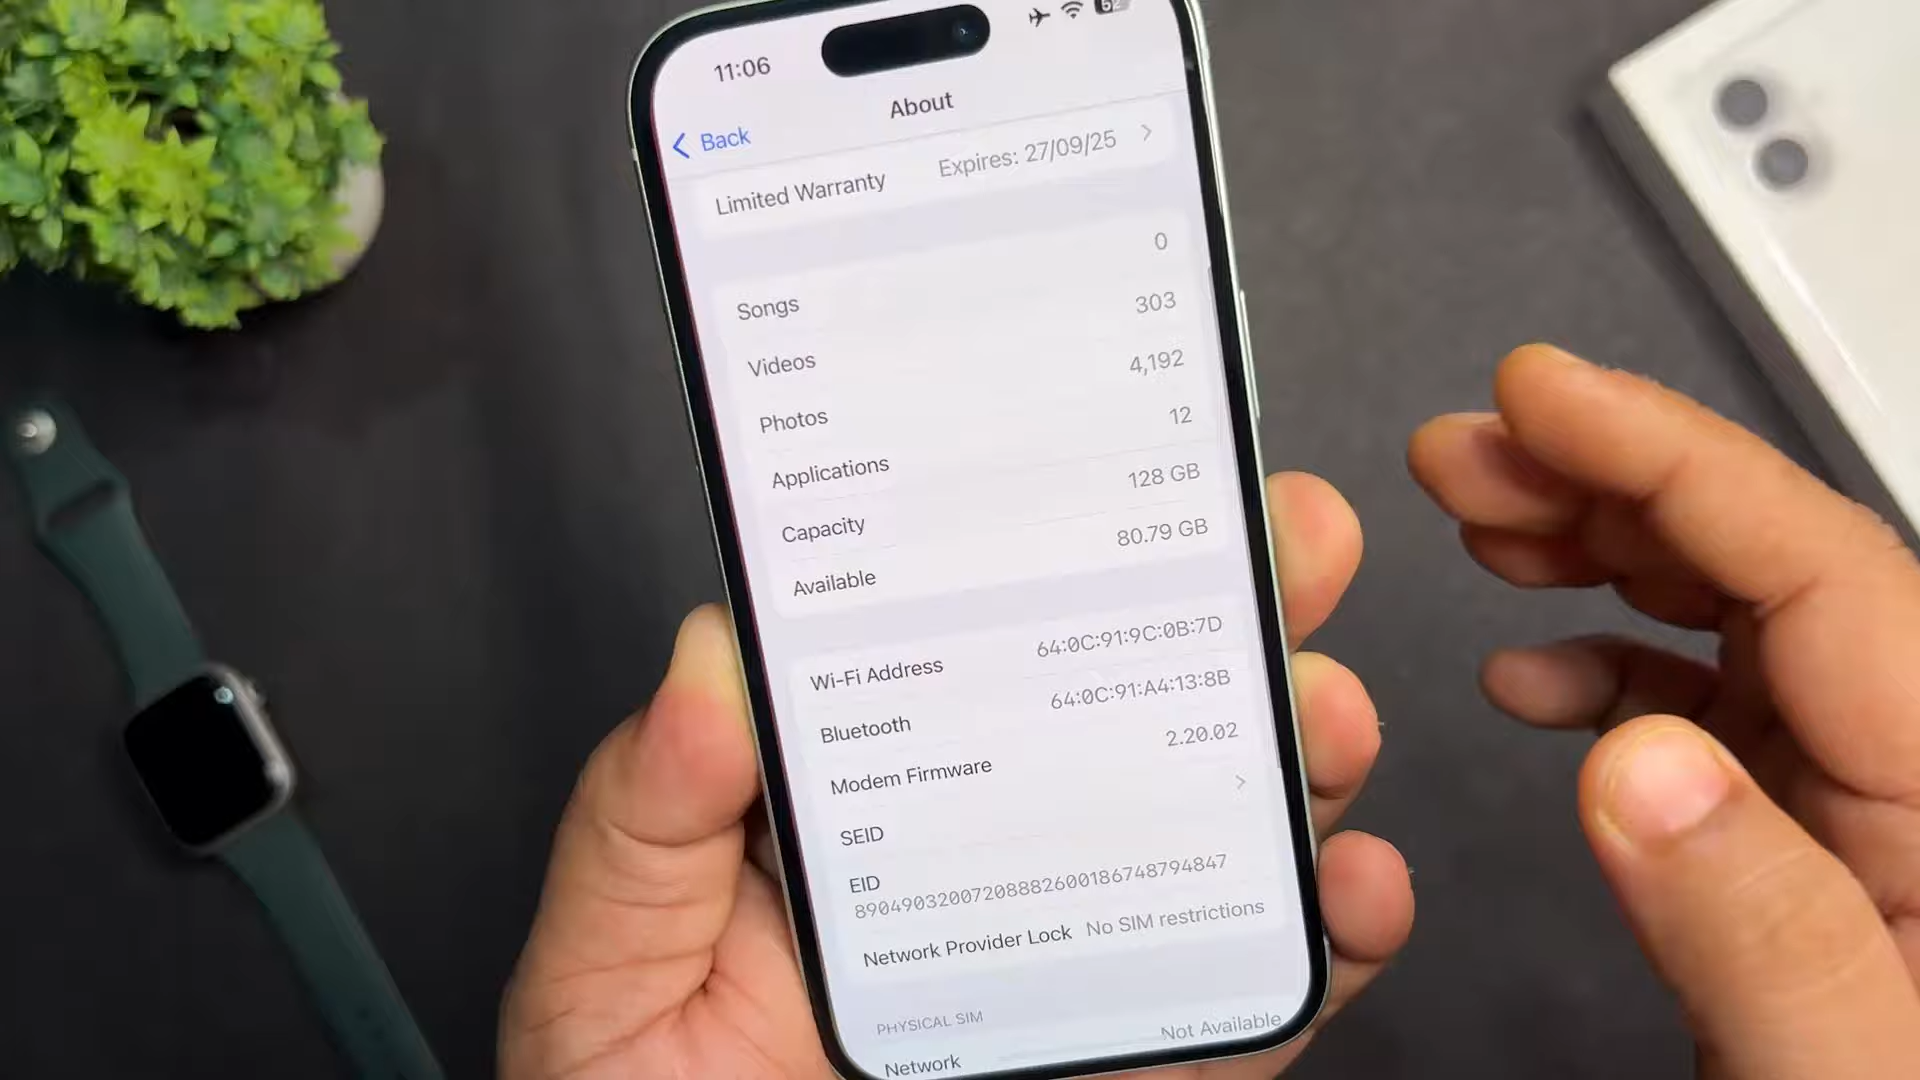 11:06
52
Back
About
Limited Warranty Expires: 27/09/25
Songs 0
Videos 303
Photos 4,192
Applications 12
Capacity 128 GB
Available 80.79 GB
Wi-Fi Address 64:0C:91:9C:0B:7D
Bluetooth 64:0C:91:A4:13:8B
Modem Firmware 2.20.02
SEID
EID
89049032007208882600186748794847
Network Provider Lock No SIM restrictions
PHYSICAL SIM
Network Not Available